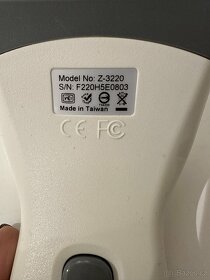 Model No: Z-3220
S/N: F220H5E0803
Made in Taiwan
CE FC